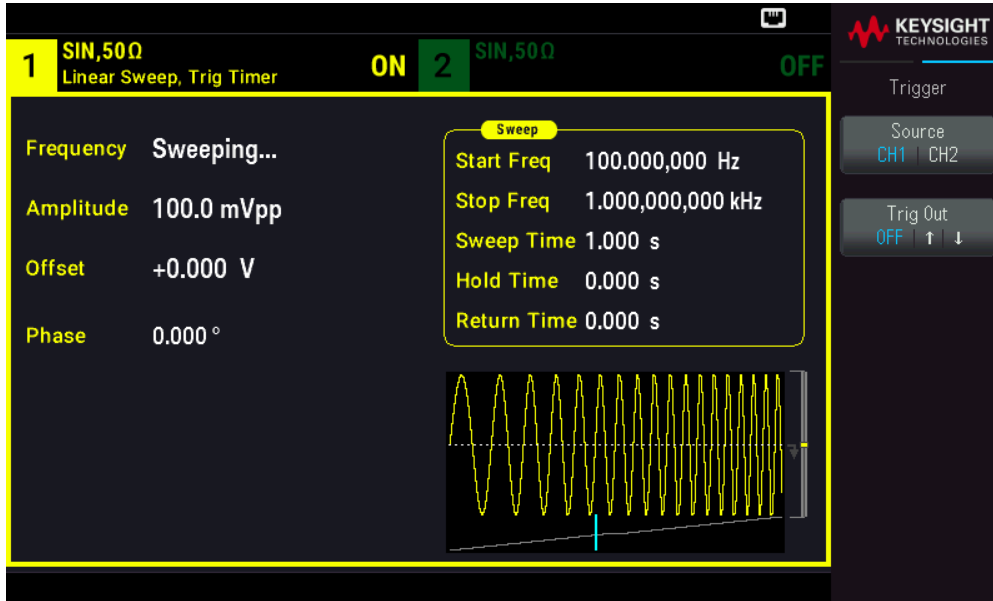 KEYSIGHT
TECHNOLOGIES
1 SIN,50Ω ON 2 SIN,50Ω OFF
Linear Sweep, Trig Timer
Trigger
Frequency Sweeping...
Amplitude 100.0 mVpp
Offset +0.000 V
Phase 0.000 °
Sweep
Start Freq 100.000,000 Hz
Stop Freq 1.000,000,000 kHz
Sweep Time 1.000 s
Hold Time 0.000 s
Return Time 0.000 s
Source
CH1 CH2
Trig Out
OFF ↑ ↓